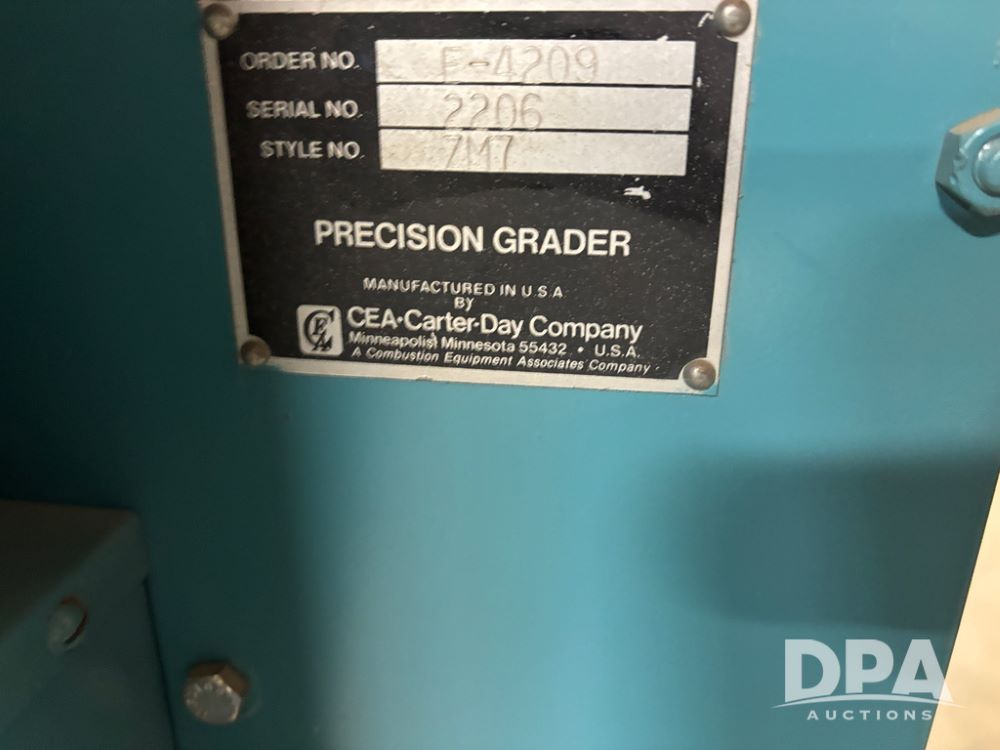 ORDER NO. F-4209
SERIAL NO. 2206
STYLE NO. 7M7
PRECISION GRADER
MANUFACTURED IN U.S.A
BY
CEA
CEA·Carter-Day Company
Minneapolis, Minnesota 55432 • U.S.A.
A Combustion Equipment Associates Company
DPA
AUCTIONS